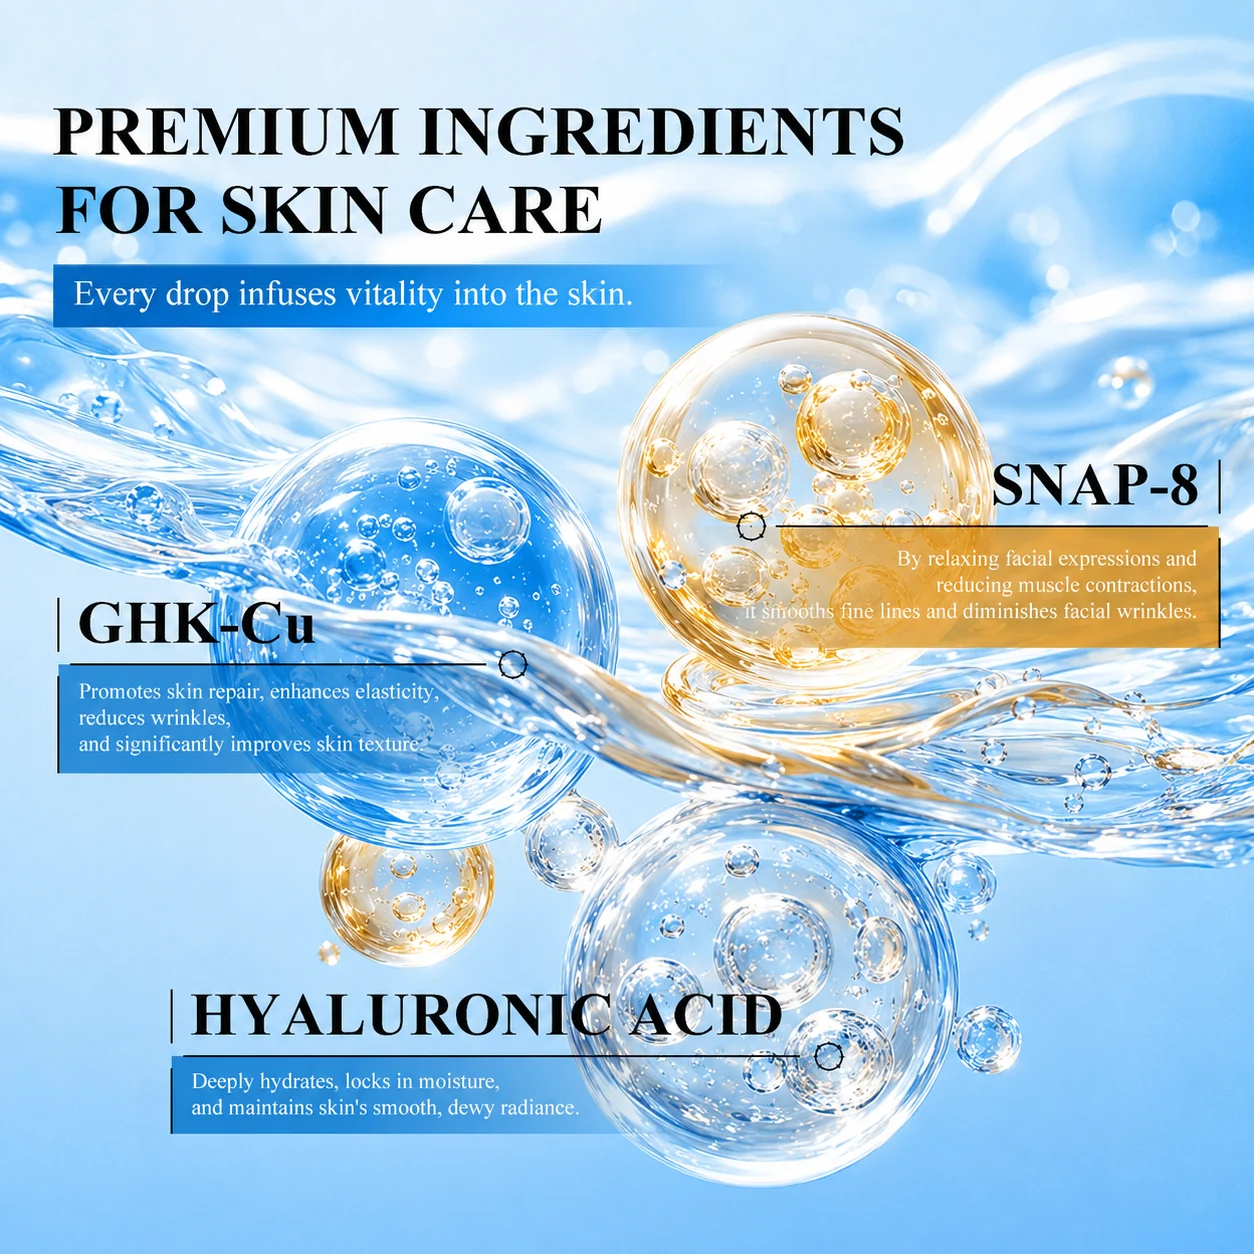 PREMIUM INGREDIENTS
FOR SKIN CARE
Every drop infuses vitality into the skin.
SNAP-8
By relaxing facial expressions and
reducing muscle contractions,
it smooths fine lines and diminishes facial wrinkles.
GHK-Cu
Promotes skin repair, enhances elasticity,
reduces wrinkles,
and significantly improves skin texture.
HYALURONIC ACID
Deeply hydrates, locks in moisture,
and maintains skin's smooth, dewy radiance.